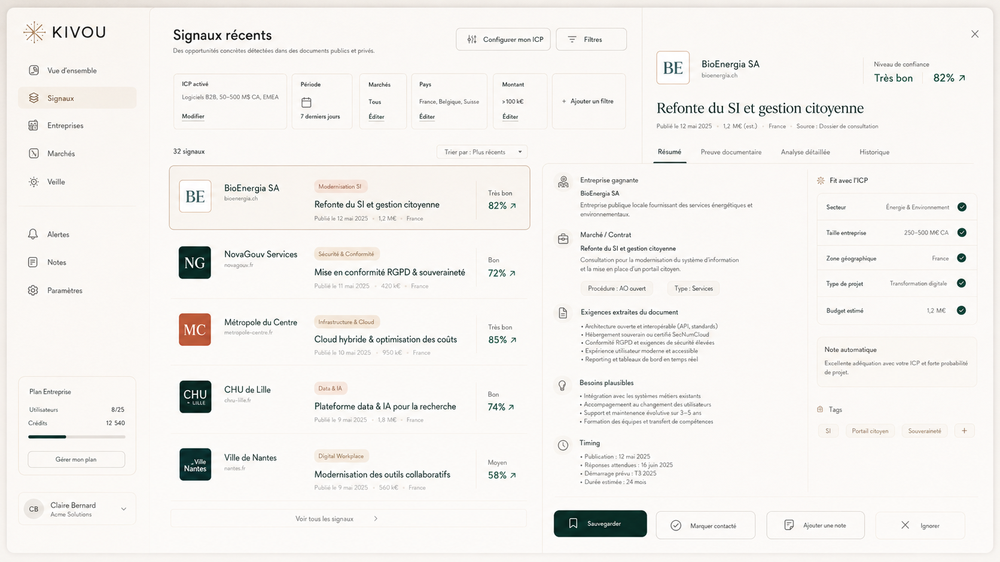 KIVOU
Vue d'ensemble
Signaux
Entreprises
Marchés
Veille
Alertes
Notes
Paramètres
Plan Entreprise
Utilisateurs 8/25
Crédits 12 540
Gérer mon plan
CB
Claire Bernard
Acme Solutions
Signaux récents
Des opportunités concrètes détectées dans des documents publics et privés.
Configurer mon ICP
Filtres
ICP activé
Logiciels B2B, 50–500 M$ CA, EMEA
Modifier
Période
7 derniers jours
Marchés
Tous
Éditer
Pays
France, Belgique, Suisse
Éditer
Montant
>100 k€
Éditer
+ Ajouter un filtre
32 signaux
Trier par : Plus récents
BE
BioEnergia SA
bioenergia.ch
Modernisation SI
Refonte du SI et gestion citoyenne
Publié le 12 mai 2025 • 1,2 M€ • France
Très bon
82% ↗
NG
NovaGouv Services
novagouv.fr
Sécurité & Conformité
Mise en conformité RGPD & souveraineté
Publié le 11 mai 2025 • 420 k€ • France
Bon
72% ↗
MC
Métropole du Centre
metropole-centre.fr
Infrastructure & Cloud
Cloud hybride & optimisation des coûts
Publié le 10 mai 2025 • 950 k€ • France
Très bon
85% ↗
CHU
LILLE
CHU de Lille
chru-lille.fr
Data & IA
Plateforme data & IA pour la recherche
Publié le 9 mai 2025 • 1,8 M€ • France
Bon
74% ↗
Ville
Nantes
Ville de Nantes
nantes.fr
Digital Workplace
Modernisation des outils collaboratifs
Publié le 9 mai 2025 • 560 k€ • France
Moyen
58% ↗
Voir tous les signaux
BE
BioEnergia SA
bioenergia.ch
Niveau de confiance
Très bon 82% ↗
Refonte du SI et gestion citoyenne
Publié le 12 mai 2025 • 1,2 M€ (est.) • France • Source : Dossier de consultation
Résumé
Preuve documentaire
Analyse détaillée
Historique
Entreprise gagnante
BioEnergia SA
Entreprise publique locale fournissant des services énergétiques et
environnementaux.
Marché / Contrat
Refonte du SI et gestion citoyenne
Consultation pour la modernisation du système d'information
et la mise en place d'un portail citoyen.
Procédure : AO ouvert
Type : Services
Exigences extraites du document
• Architecture ouverte et interopérable (API, standards)
• Hébergement souverain ou certifié SecNumCloud
• Conformité RGPD et exigences de sécurité élevées
• Expérience utilisateur moderne et accessible
• Reporting et tableaux de bord en temps réel
Besoins plausibles
• Intégration avec les systèmes métiers existants
• Accompagnement au changement des utilisateurs
• Support et maintenence évolutive sur 3–5 ans
• Formation des équipes et transfert de compétences
Timing
• Publication : 12 mai 2025
• Réponses attendues : 16 juin 2025
• Démarrage prévu : T3 2025
• Durée estimée : 24 mois
Fit avec l'ICP
Secteur Énergie & Environnement
Taille entreprise 250–500 M€ CA
Zone géographique France
Type de projet Transformation digitale
Budget estimé 1,2 M€
Note automatique
Excellente adéquation avec votre ICP et forte probabilité
de projet.
Tags
SI
Portail citoyen
Souveraineté
+
Sauvegarder
Marquer contacté
Ajouter une note
Ignorer